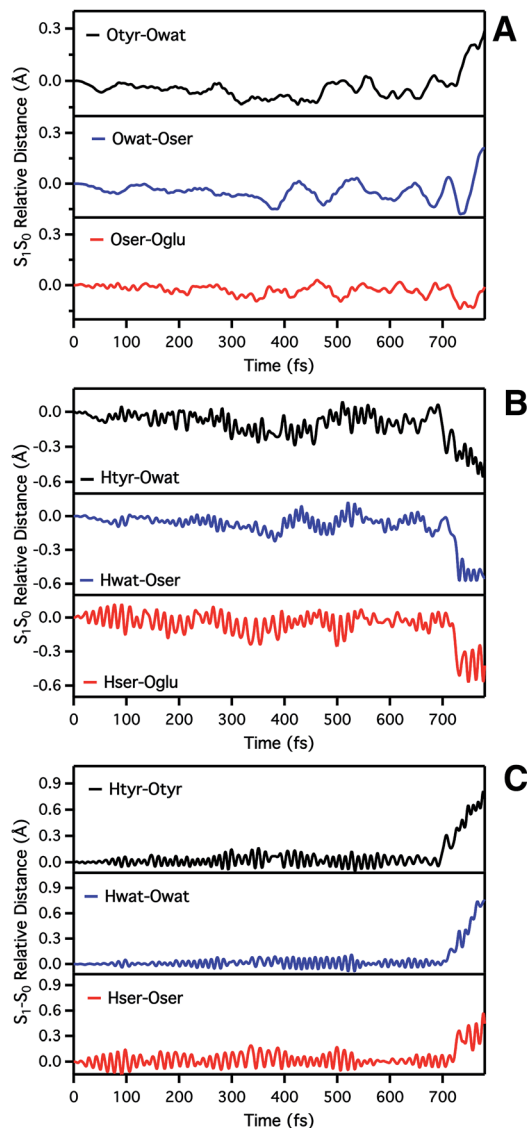 A
0.3
Otyr-Owat
0.0
S₁S₀ Relative Distance (Å)
0.3
Owat-Oser
0.0
0.3
Oser-Oglu
0.0
0 100 200 300 400 500 600 700
Time (fs)
B
0.0
-0.3
-0.6
Htyr-Owat
S₁S₀ Relative Distance (Å)
0.0
-0.3
-0.6
Hwat-Oser
0.0
-0.3
-0.6
Hser-Oglu
0 100 200 300 400 500 600 700
Time (fs)
C
0.9
Htyr-Otyr
0.6
0.3
0.0
S₁-S₀ Relative Distance (Å)
0.9
Hwat-Owat
0.6
0.3
0.0
0.9
Hser-Oser
0.6
0.3
0.0
0 100 200 300 400 500 600 700
Time (fs)